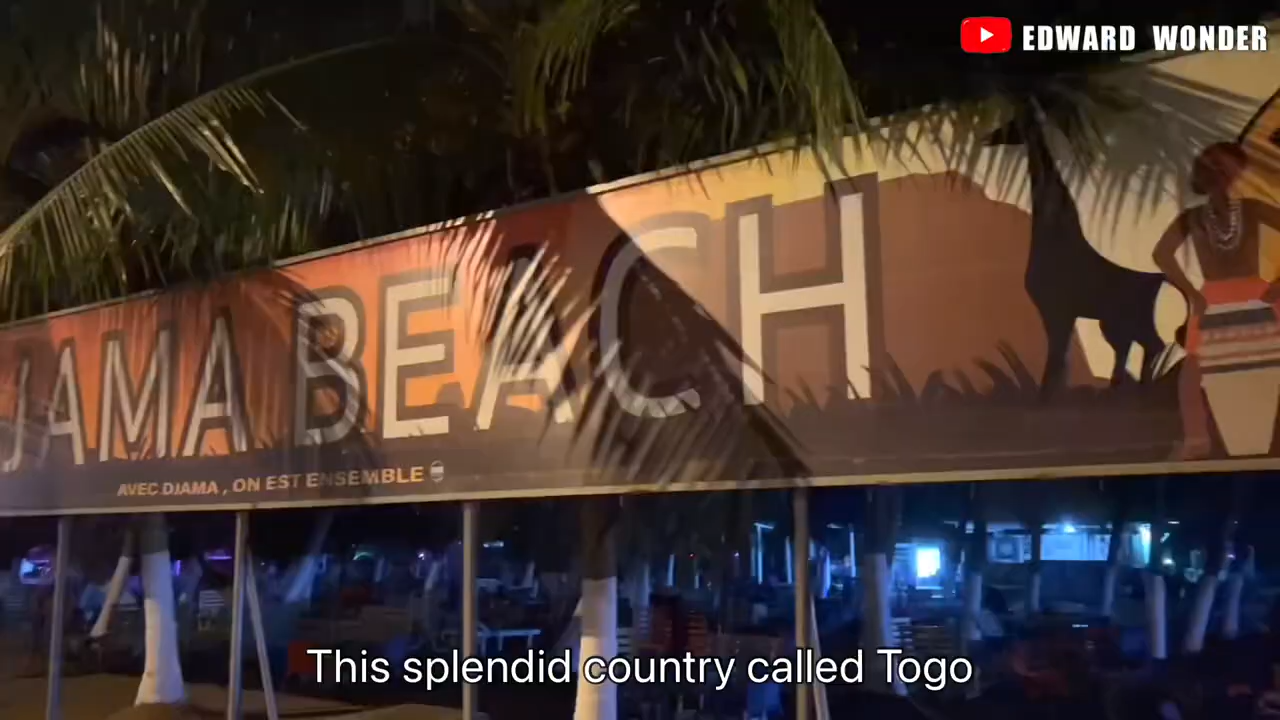 EDWARD WONDER
JAMA BEACH
AVEC DJAMA, ON EST ENSEMBLE
This splendid country called Togo